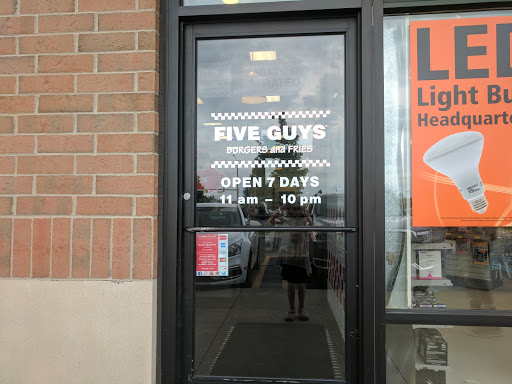 FIVE GUYS
BURGERS and FRIES
OPEN 7 DAYS
11 am – 10 pm
LED
Light Bu
Headquarte